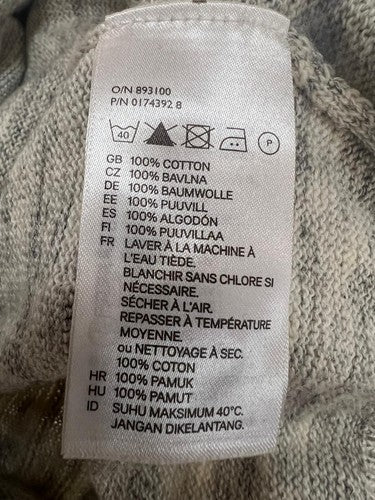 O/N 893100
P/N 0174392 8
40 P
GB 100% COTTON
CZ 100% BAVLNA
DE 100% BAUMWOLLE
EE 100% PUUVILL
ES 100% ALGODÓN
FI 100% PUUVILLAA
FR LAVER À LA MACHINE À
L'EAU TIÈDE.
BLANCHIR SANS CHLORE SI
NÉCESSAIRE.
SÉCHER À L'AIR.
REPASSER À TEMPÉRATURE
MOYENNE.
ou NETTOYAGE À SEC.
100% COTON
HR 100% PAMUK
HU 100% PAMUT
ID SUHU MAKSIMUM 40°C.
JANGAN DIKELANTANG.